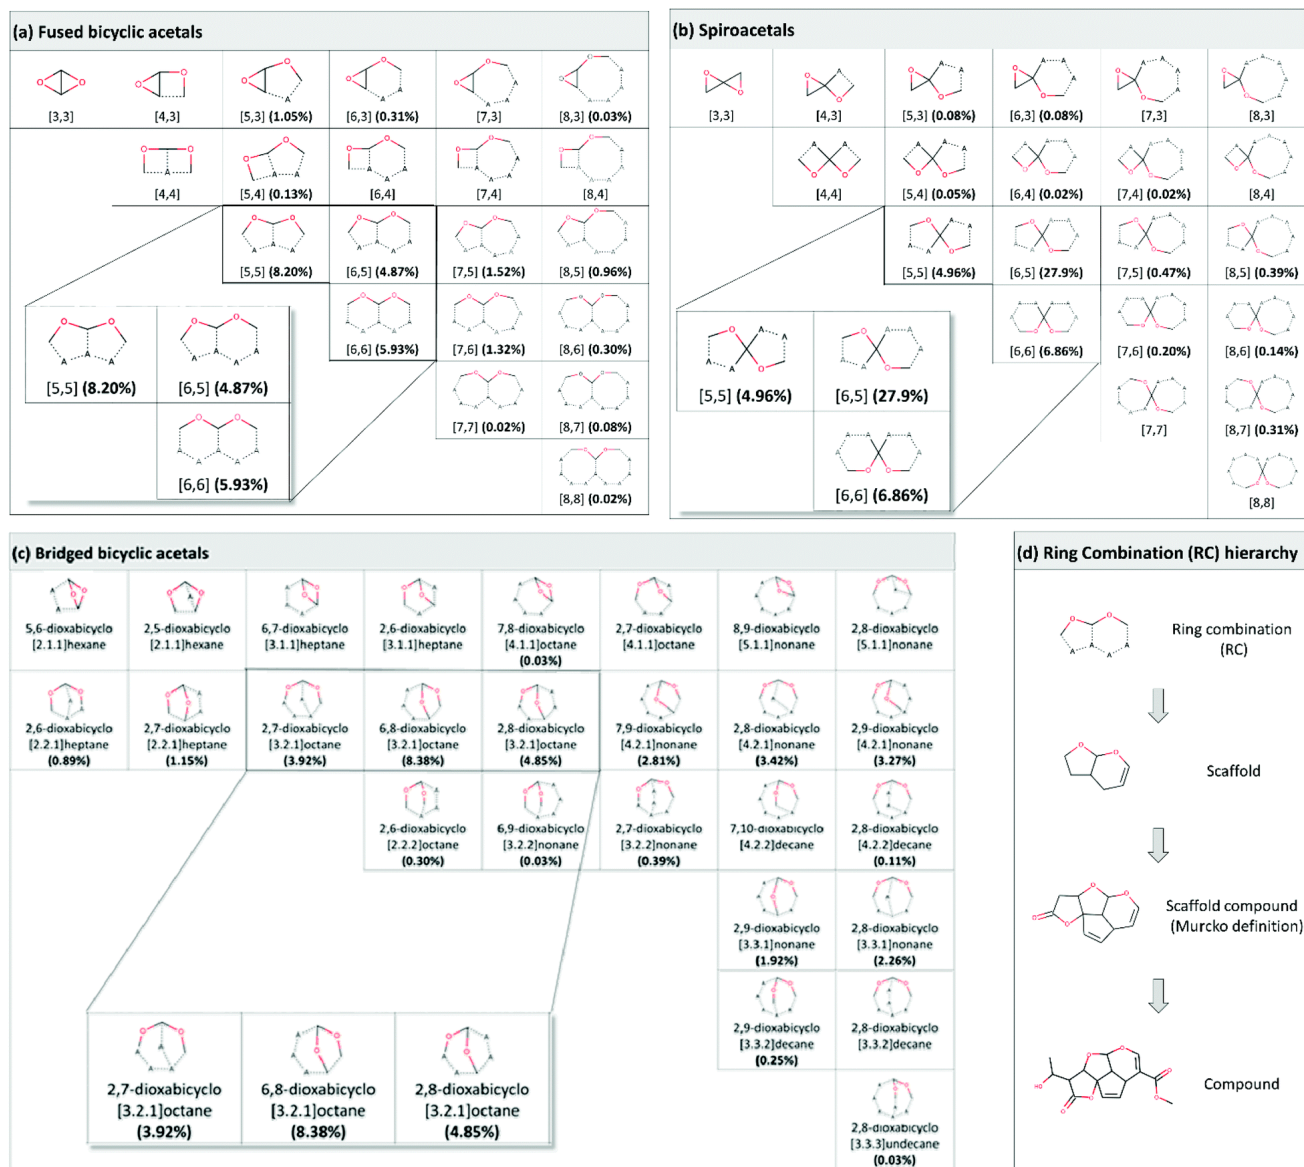 (a) Fused bicyclic acetals
[3,3]
[4,3]
[5,3] (1.05%)
[6,3] (0.31%)
[7,3]
[8,3] (0.03%)
[4,4]
[5,4] (0.13%)
[6,4]
[7,4]
[8,4]
[5,5] (8.20%)
[6,5] (4.87%)
[7,5] (1.52%)
[8,5] (0.96%)
[6,6] (5.93%)
[7,6] (1.32%)
[8,6] (0.30%)
[7,7] (0.02%)
[8,7] (0.08%)
[8,8] (0.02%)
[5,5] (8.20%)
[6,5] (4.87%)
[6,6] (5.93%)
(b) Spiroacetals
[3,3]
[4,3]
[5,3] (0.08%)
[6,3] (0.08%)
[7,3]
[8,3]
[4,4]
[5,4] (0.05%)
[6,4] (0.02%)
[7,4] (0.02%)
[8,4]
[5,5] (4.96%)
[6,5] (27.9%)
[7,5] (0.47%)
[8,5] (0.39%)
[6,6] (6.86%)
[7,6] (0.20%)
[8,6] (0.14%)
[7,7]
[8,7] (0.31%)
[8,8]
[5,5] (4.96%)
[6,5] (27.9%)
[6,6] (6.86%)
(c) Bridged bicyclic acetals
5,6-dioxabicyclo
[2.1.1]hexane
2,5-dioxabicyclo
[2.1.1]hexane
6,7-dioxabicyclo
[3.1.1]heptane
2,6-dioxabicyclo
[3.1.1]heptane
7,8-dioxabicyclo
[4.1.1]octane
(0.03%)
2,7-dioxabicyclo
[4.1.1]octane
8,9-dioxabicyclo
[5.1.1]nonane
2,8-dioxabicyclo
[5.1.1]nonane
2,6-dioxabicyclo
[2.2.1]heptane
(0.89%)
2,7-dioxabicyclo
[2.2.1]heptane
(1.15%)
2,7-dioxabicyclo
[3.2.1]octane
(3.92%)
6,8-dioxabicyclo
[3.2.1]octane
(8.38%)
2,8-dioxabicyclo
[3.2.1]octane
(4.85%)
7,9-dioxabicyclo
[4.2.1]nonane
(2.81%)
2,8-dioxabicyclo
[4.2.1]nonane
(3.42%)
2,9-dioxabicyclo
[4.2.1]nonane
(3.27%)
2,6-dioxabicyclo
[2.2.2]octane
(0.30%)
6,9-dioxabicyclo
[3.2.2]nonane
(0.03%)
2,7-dioxabicyclo
[3.2.2]nonane
(0.39%)
7,10-dioxabicyclo
[4.2.2]decane
2,8-dioxabicyclo
[4.2.2]decane
(0.11%)
2,9-dioxabicyclo
[3.3.1]nonane
(1.92%)
2,8-dioxabicyclo
[3.3.1]nonane
(2.26%)
2,9-dioxabicyclo
[3.3.2]decane
(0.25%)
2,8-dioxabicyclo
[3.3.2]decane
2,8-dioxabicyclo
[3.3.3]undecane
(0.03%)
2,7-dioxabicyclo
[3.2.1]octane
(3.92%)
6,8-dioxabicyclo
[3.2.1]octane
(8.38%)
2,8-dioxabicyclo
[3.2.1]octane
(4.85%)
(d) Ring Combination (RC) hierarchy
Ring combination
(RC)
Scaffold
Scaffold compound
(Murcko definition)
Compound